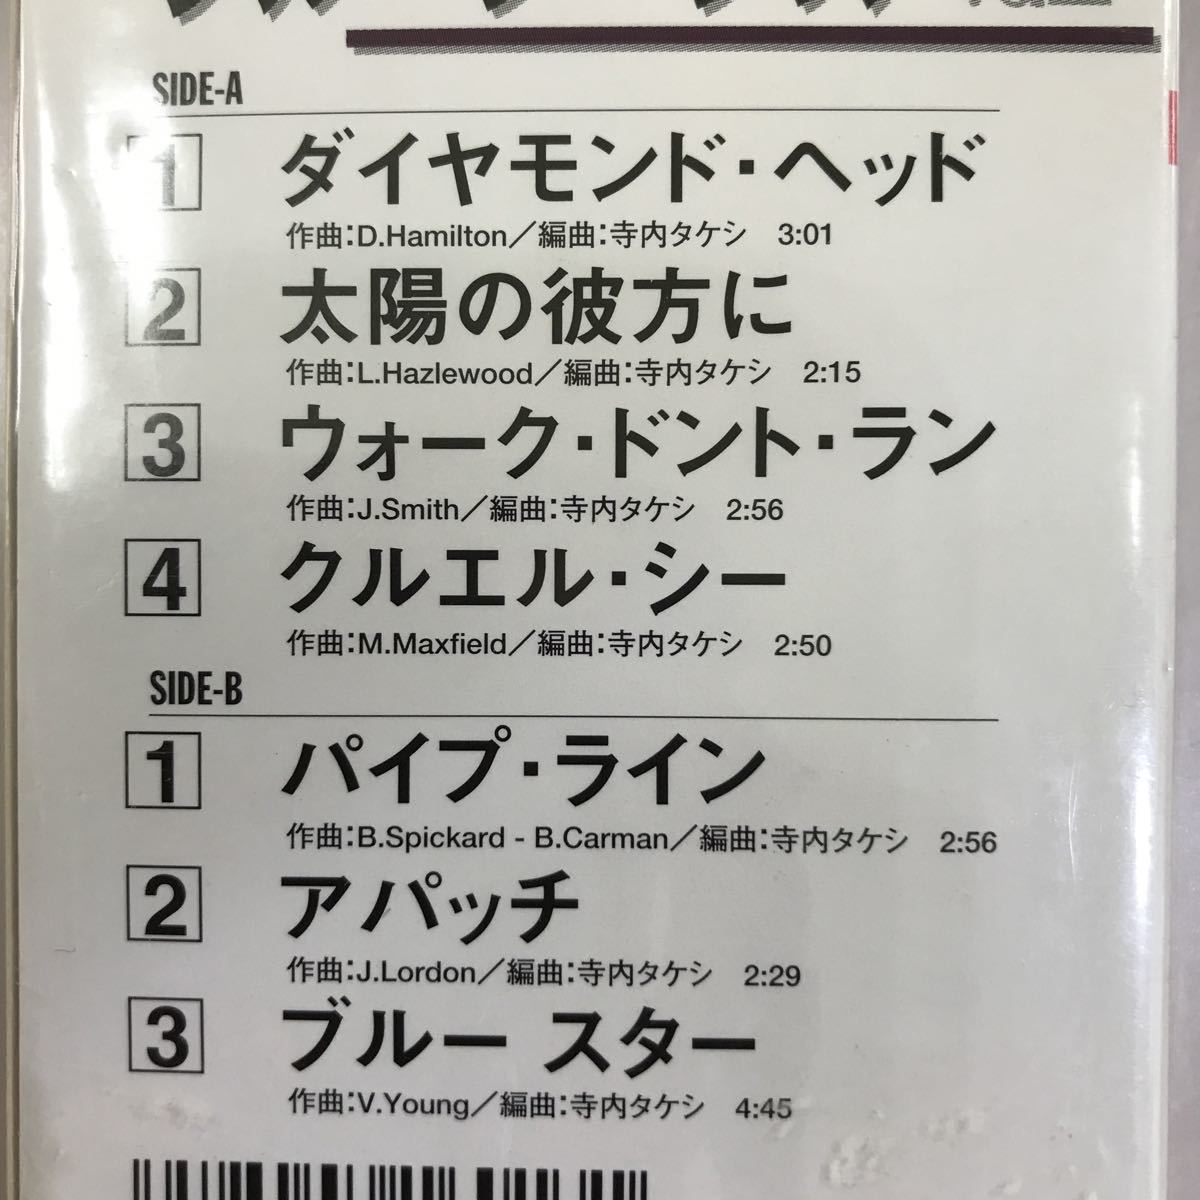 SIDE-A
1 ダイヤモンド・ヘッド
作曲:D.Hamilton／編曲:寺内タケシ 3:01
2 太陽の彼方に
作曲:L.Hazlewood／編曲:寺内タケシ 2:15
3 ウォーク・ドント・ラン
作曲:J.Smith／編曲:寺内タケシ 2:56
4 クルエル・シー
作曲:M.Maxfield／編曲:寺内タケシ 2:50
SIDE-B
1 パイプ・ライン
作曲:B.Spickard - B.Carman／編曲:寺内タケシ 2:56
2 アパッチ
作曲:J.Lordon／編曲:寺内タケシ 2:29
3 ブルー スター
作曲:V.Young／編曲:寺内タケシ 4:45